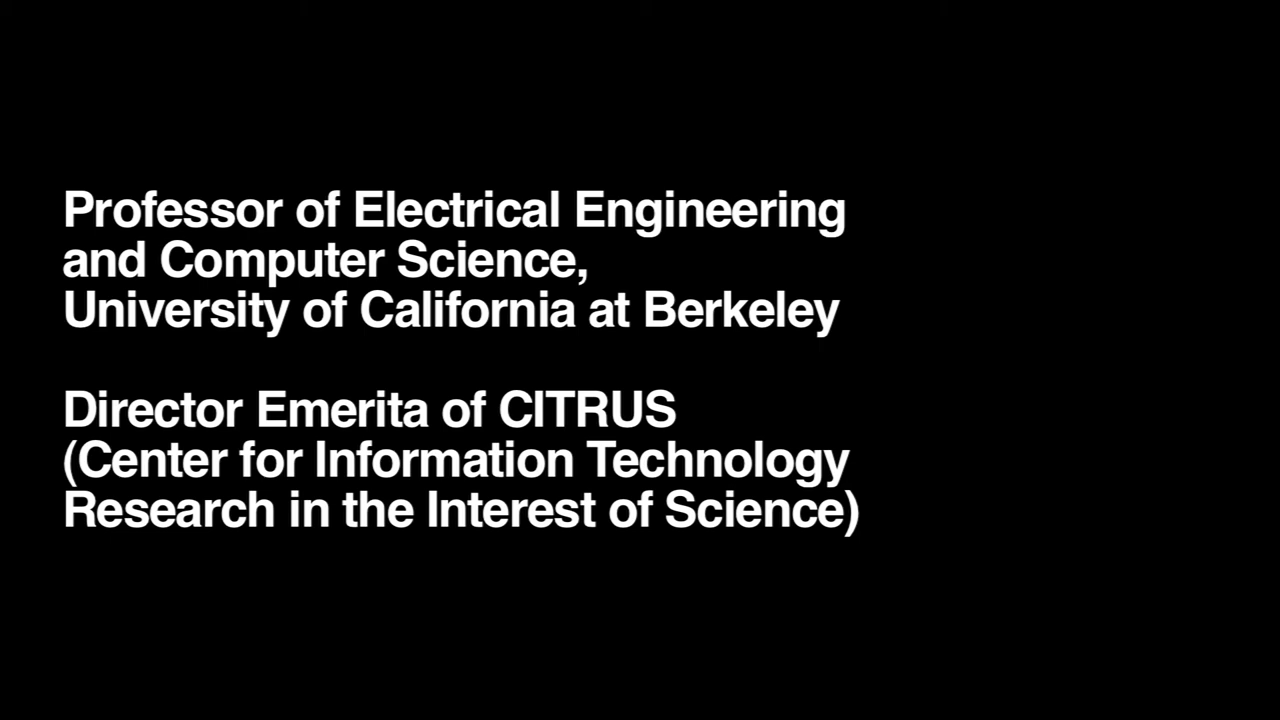 Professor of Electrical Engineering
and Computer Science,
University of California at Berkeley
Director Emerita of CITRUS
(Center for Information Technology
Research in the Interest of Science)